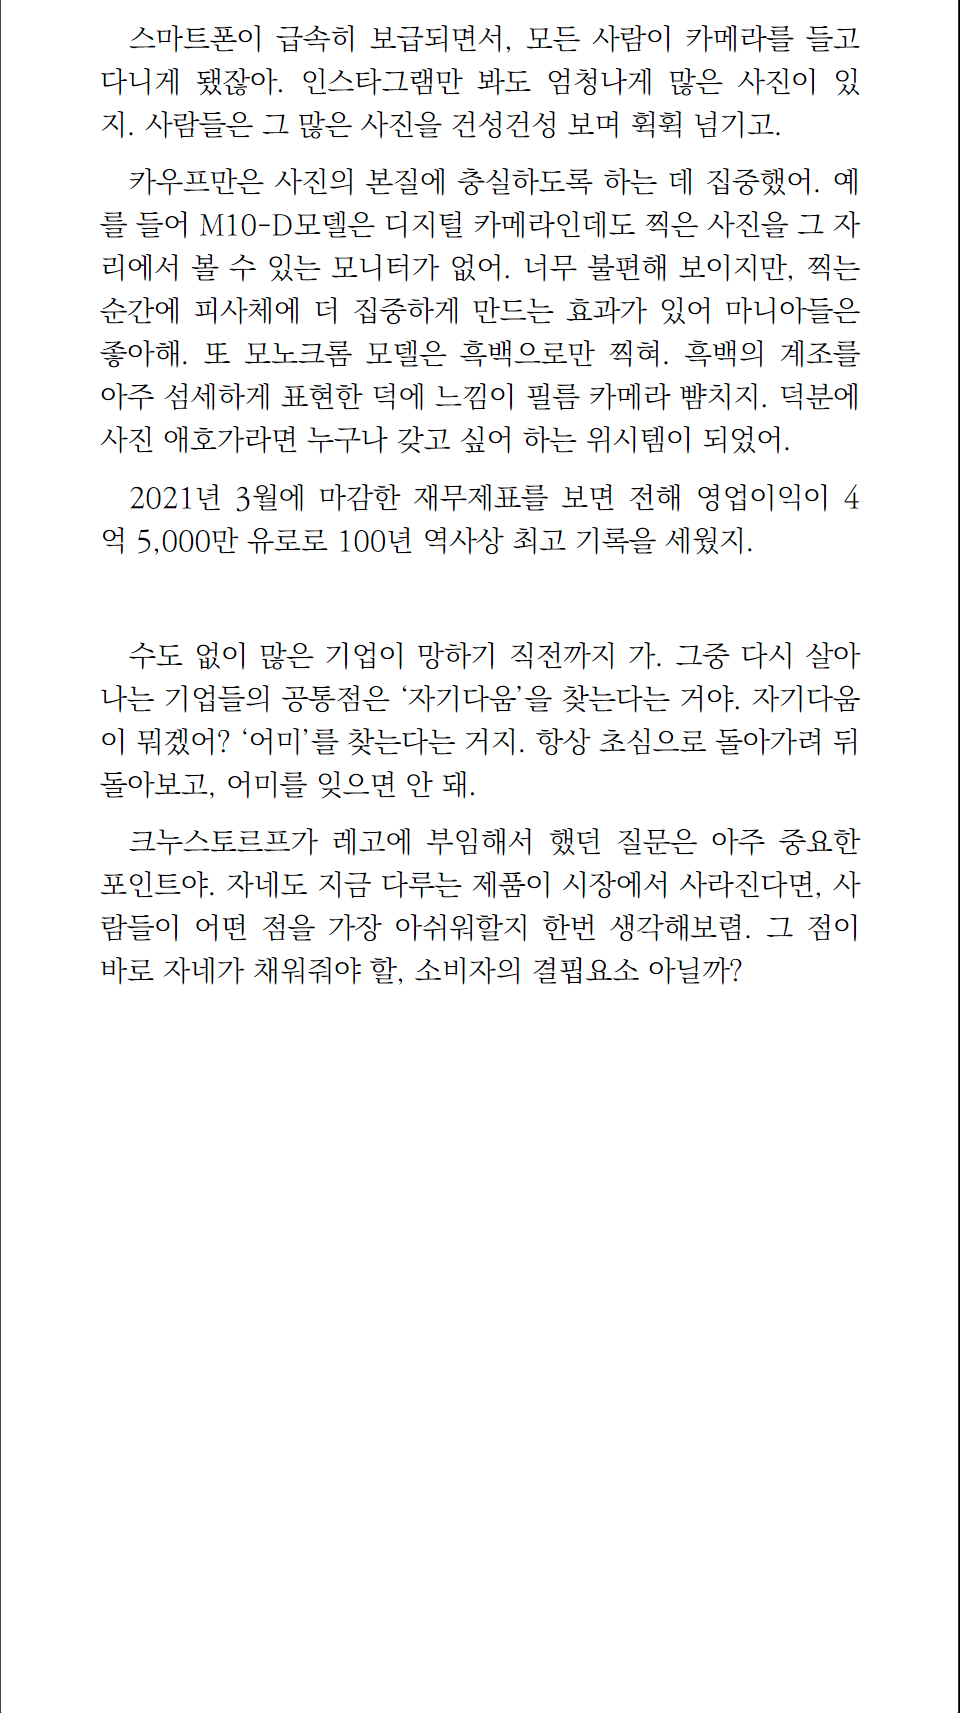 스마트폰이 급속히 보급되면서, 모든 사람이 카메라를 들고
다니게 됐잖아. 인스타그램만 봐도 엄청나게 많은 사진이 있
지. 사람들은 그 많은 사진을 건성건성 보며 휙휙 넘기고.
카우프만은 사진의 본질에 충실하도록 하는 데 집중했어. 예
를 들어 M10-D모델은 디지털 카메라인데도 찍은 사진을 그 자
리에서 볼 수 있는 모니터가 없어. 너무 불편해 보이지만, 찍는
순간에 피사체에 더 집중하게 만드는 효과가 있어 마니아들은
좋아해. 또 모노크롬 모델은 흑백으로만 찍혀. 흑백의 계조를
아주 섬세하게 표현한 덕에 느낌이 필름 카메라 뺨치지. 덕분에
사진 애호가라면 누구나 갖고 싶어 하는 위시템이 되었어.
2021년 3월에 마감한 재무제표를 보면 전해 영업이익이 4
억 5,000만 유로로 100년 역사상 최고 기록을 세웠지.
수도 없이 많은 기업이 망하기 직전까지 가. 그중 다시 살아
나는 기업들의 공통점은 ‘자기다움’을 찾는다는 거야. 자기다움
이 뭐겠어? ‘어미’를 찾는다는 거지. 항상 초심으로 돌아가려 뒤
돌아보고, 어미를 잊으면 안 돼.
크누스토르프가 레고에 부임해서 했던 질문은 아주 중요한
포인트야. 자네도 지금 다루는 제품이 시장에서 사라진다면, 사
람들이 어떤 점을 가장 아쉬워할지 한번 생각해보렴. 그 점이
바로 자네가 채워줘야 할, 소비자의 결핍요소 아닐까?